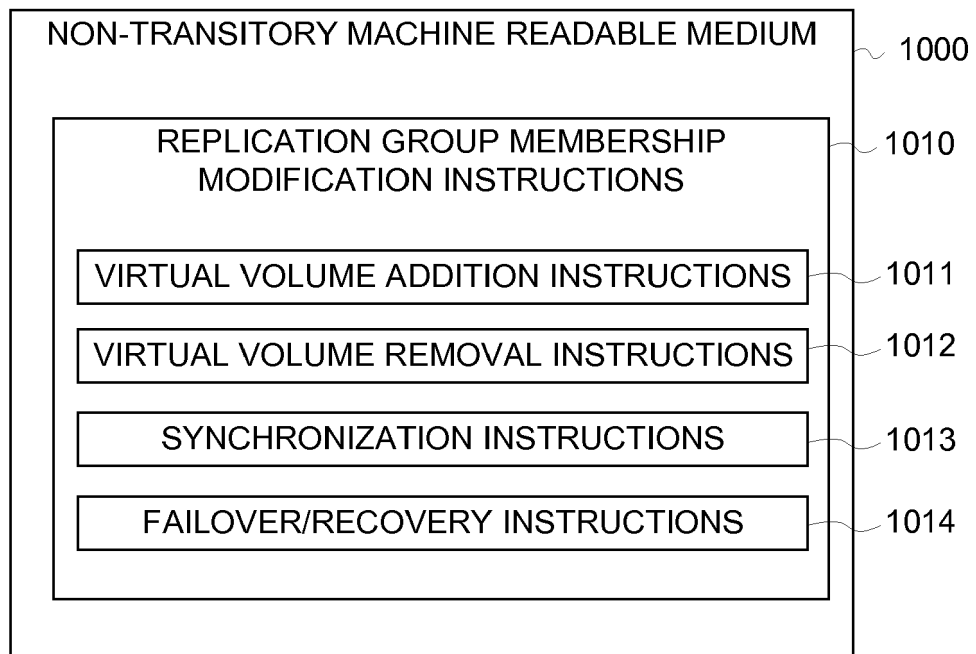 NON-TRANSITORY MACHINE READABLE MEDIUM
1000
REPLICATION GROUP MEMBERSHIP
MODIFICATION INSTRUCTIONS
1010
VIRTUAL VOLUME ADDITION INSTRUCTIONS
1011
VIRTUAL VOLUME REMOVAL INSTRUCTIONS
1012
SYNCHRONIZATION INSTRUCTIONS
1013
FAILOVER/RECOVERY INSTRUCTIONS
1014